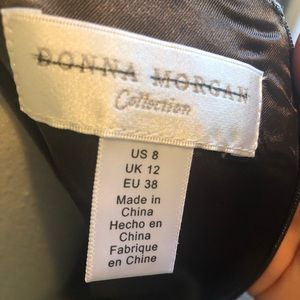 DONNA MORGAN
Collection
US 8
UK 12
EU 38
Made in
China
Hecho en
China
Fabrique
en Chine